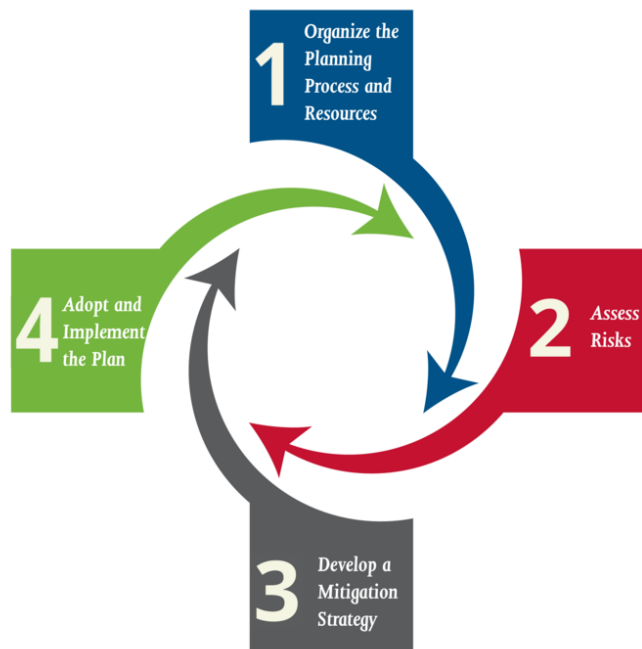 1
Organize the
Planning
Process and
Resources
2
Assess
Risks
3
Develop a
Mitigation
Strategy
4
Adopt and
Implement
the Plan